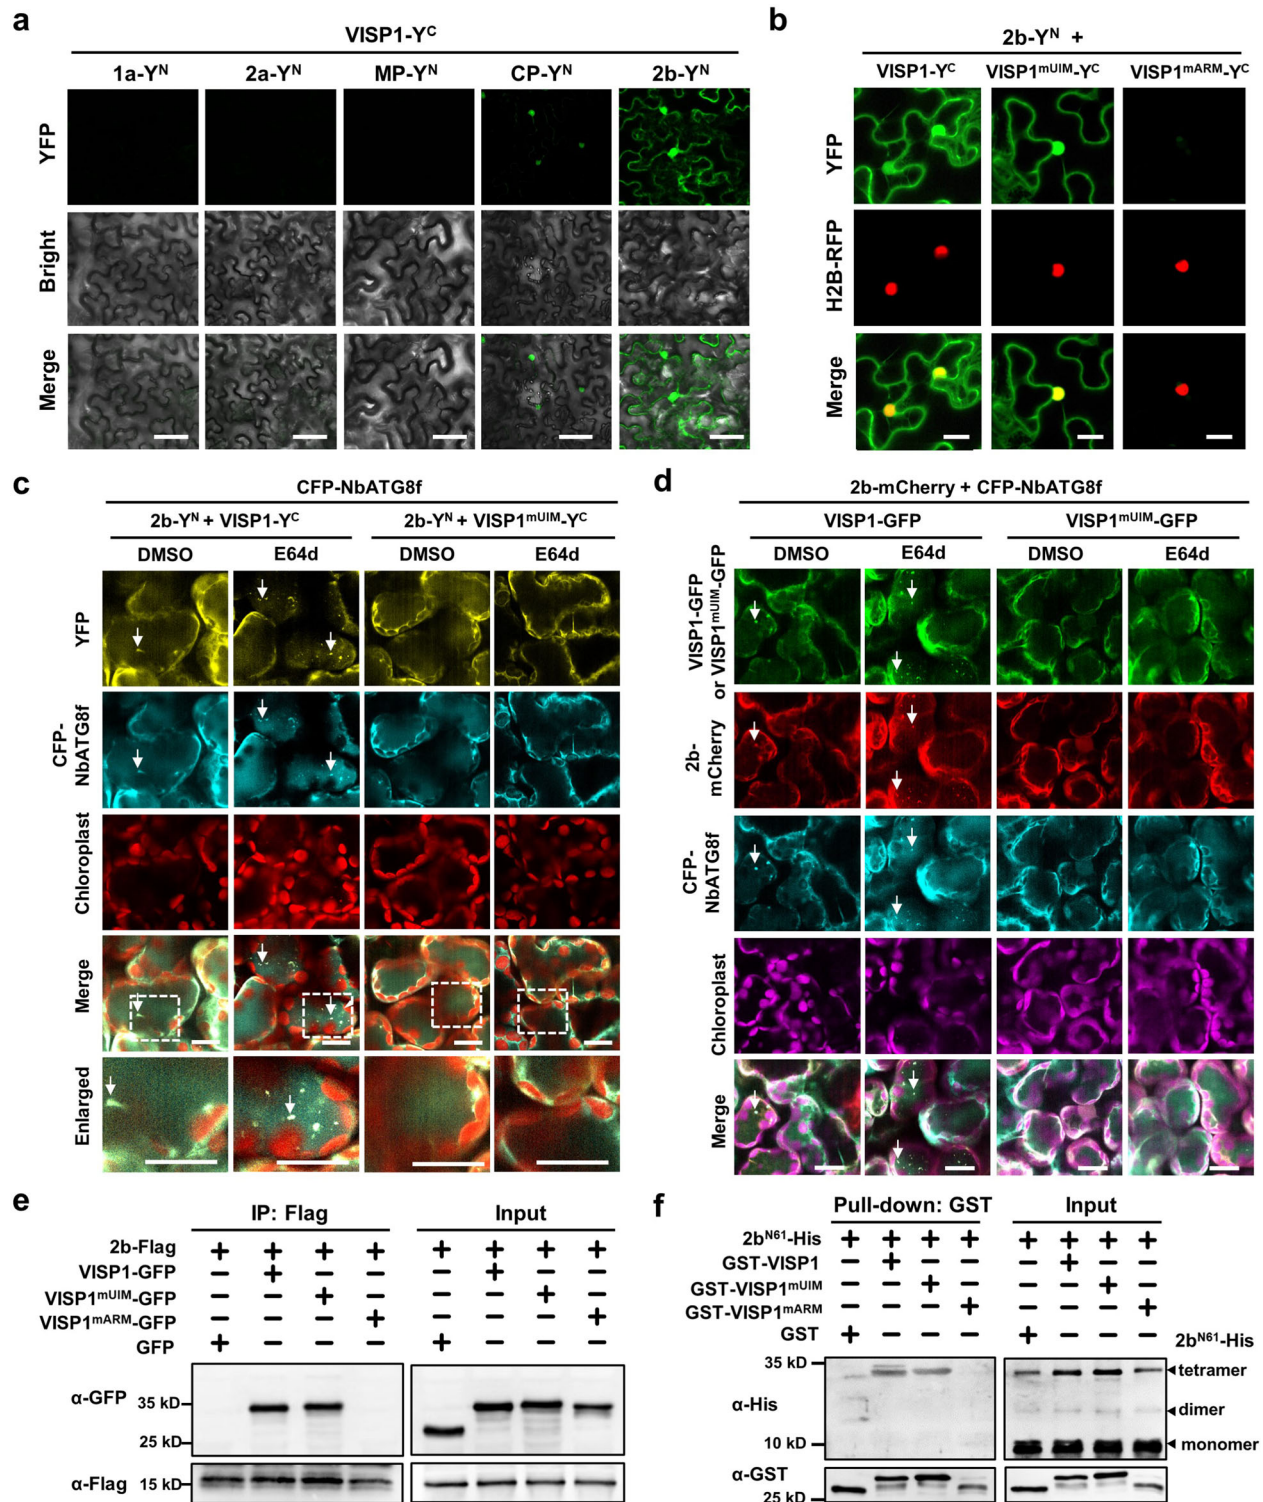 a
VISP1-Y^C
1a-Y^N 2a-Y^N MP-Y^N CP-Y^N 2b-Y^N
YFP
Bright
Merge
b
2b-Y^N +
VISP1-Y^C VISP1^mUIM-Y^C VISP1^mARM-Y^C
YFP
H2B-RFP
Merge
c
CFP-NbATG8f
2b-Y^N + VISP1-Y^C 2b-Y^N + VISP1^mUIM-Y^C
DMSO E64d DMSO E64d
YFP
CFP-
NbATG8f
Chloroplast
Merge
Enlarged
d
2b-mCherry + CFP-NbATG8f
VISP1-GFP VISP1^mUIM-GFP
DMSO E64d DMSO E64d
VISP1-GFP
or VISP1^mUIM-GFP
2b-
mCherry
CFP-
NbATG8f
Chloroplast
Merge
e
IP: Flag Input
2b-Flag + + + + + + + +
VISP1-GFP − + − − − + − −
VISP1^mUIM-GFP − − + − − − + −
VISP1^mARM-GFP − − − + − − − +
GFP + − − − + − − −
α-GFP 35 kD
25 kD
α-Flag 15 kD
f
Pull-down: GST Input
2b^N61-His + + + + + + + +
GST-VISP1 − + − − − + − −
GST-VISP1^mUIM − − + − − − + −
GST-VISP1^mARM − − − + − − − +
GST + − − − + − − − 2b^N61-His
35 kD tetramer
α-His dimer
10 kD monomer
α-GST
25 kD